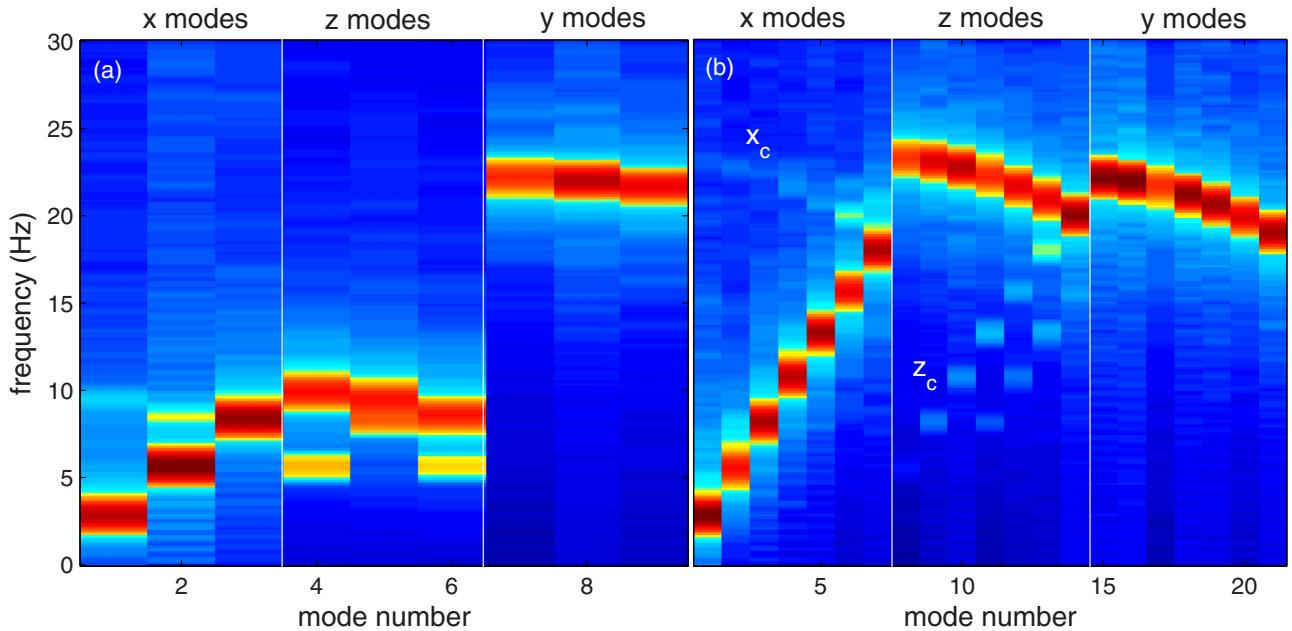 x modes z modes y modes x modes z modes y modes
30
25
20
15
10
5
0
frequency (Hz)
(a)
2 4 6 8
mode number
(b)
x_c
z_c
5 10 15 20
mode number